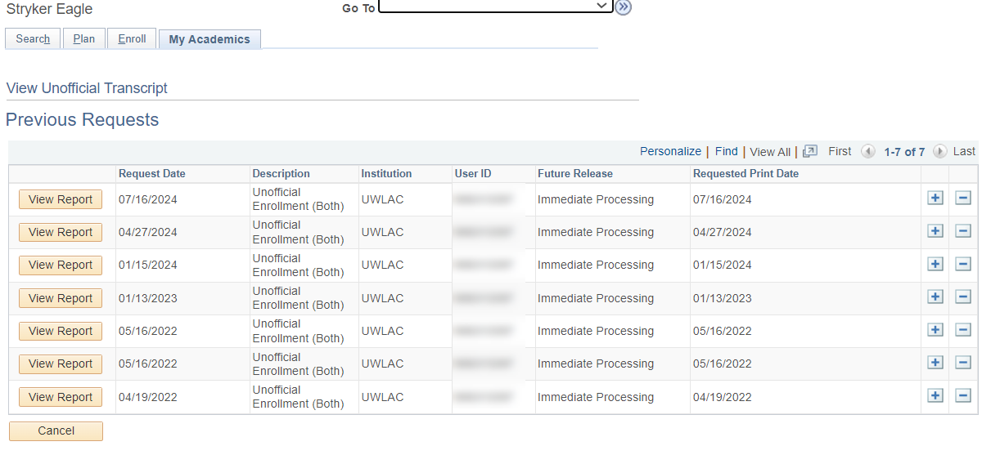 Stryker Eagle
Go To
Search Plan Enroll My Academics
View Unofficial Transcript
Previous Requests
Personalize | Find | View All | First 1-7 of 7 Last
Request Date Description Institution User ID Future Release Requested Print Date
View Report 07/16/2024 Unofficial Enrollment (Both) UWLAC Immediate Processing 07/16/2024
View Report 04/27/2024 Unofficial Enrollment (Both) UWLAC Immediate Processing 04/27/2024
View Report 01/15/2024 Unofficial Enrollment (Both) UWLAC Immediate Processing 01/15/2024
View Report 01/13/2023 Unofficial Enrollment (Both) UWLAC Immediate Processing 01/13/2023
View Report 05/16/2022 Unofficial Enrollment (Both) UWLAC Immediate Processing 05/16/2022
View Report 05/16/2022 Unofficial Enrollment (Both) UWLAC Immediate Processing 05/16/2022
View Report 04/19/2022 Unofficial Enrollment (Both) UWLAC Immediate Processing 04/19/2022
Cancel